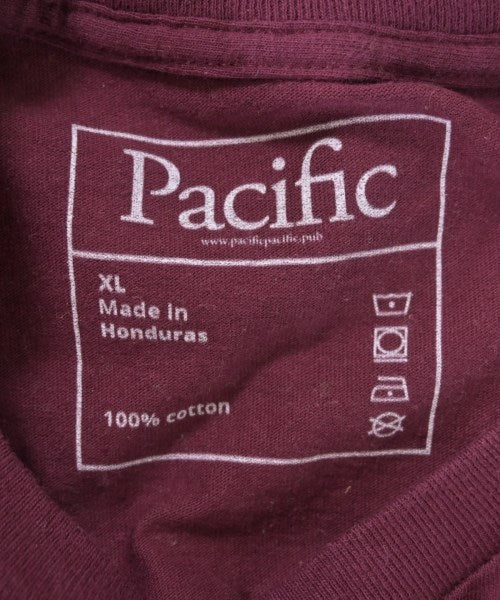 Pacific
www.pacificpacific.pub
XL
Made in
Honduras
100% cotton